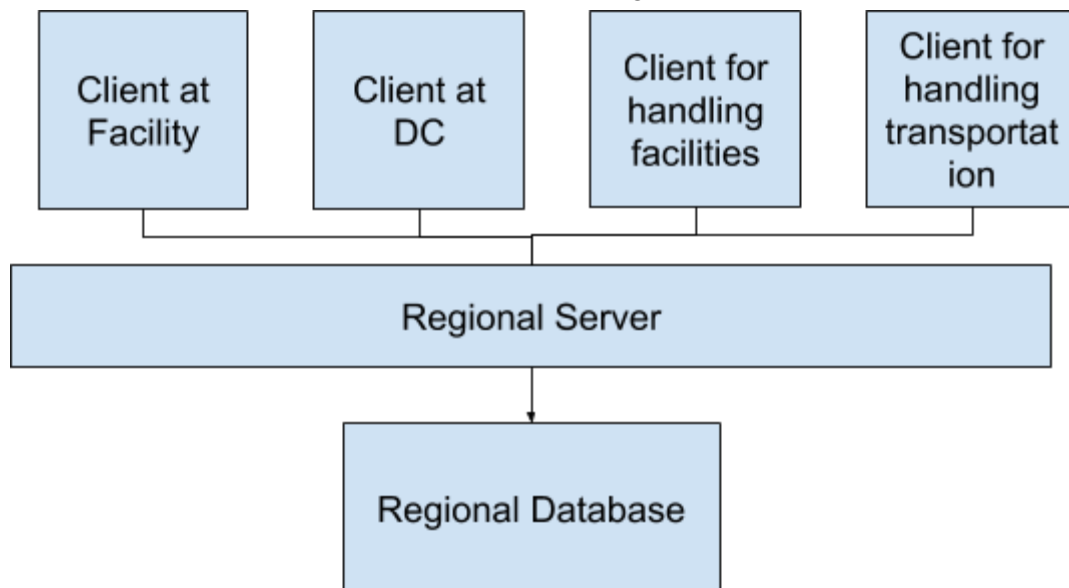 Client at
Facility
Client at
DC
Client for
handling
facilities
Client for
handling
transportat
ion
Regional Server
Regional Database